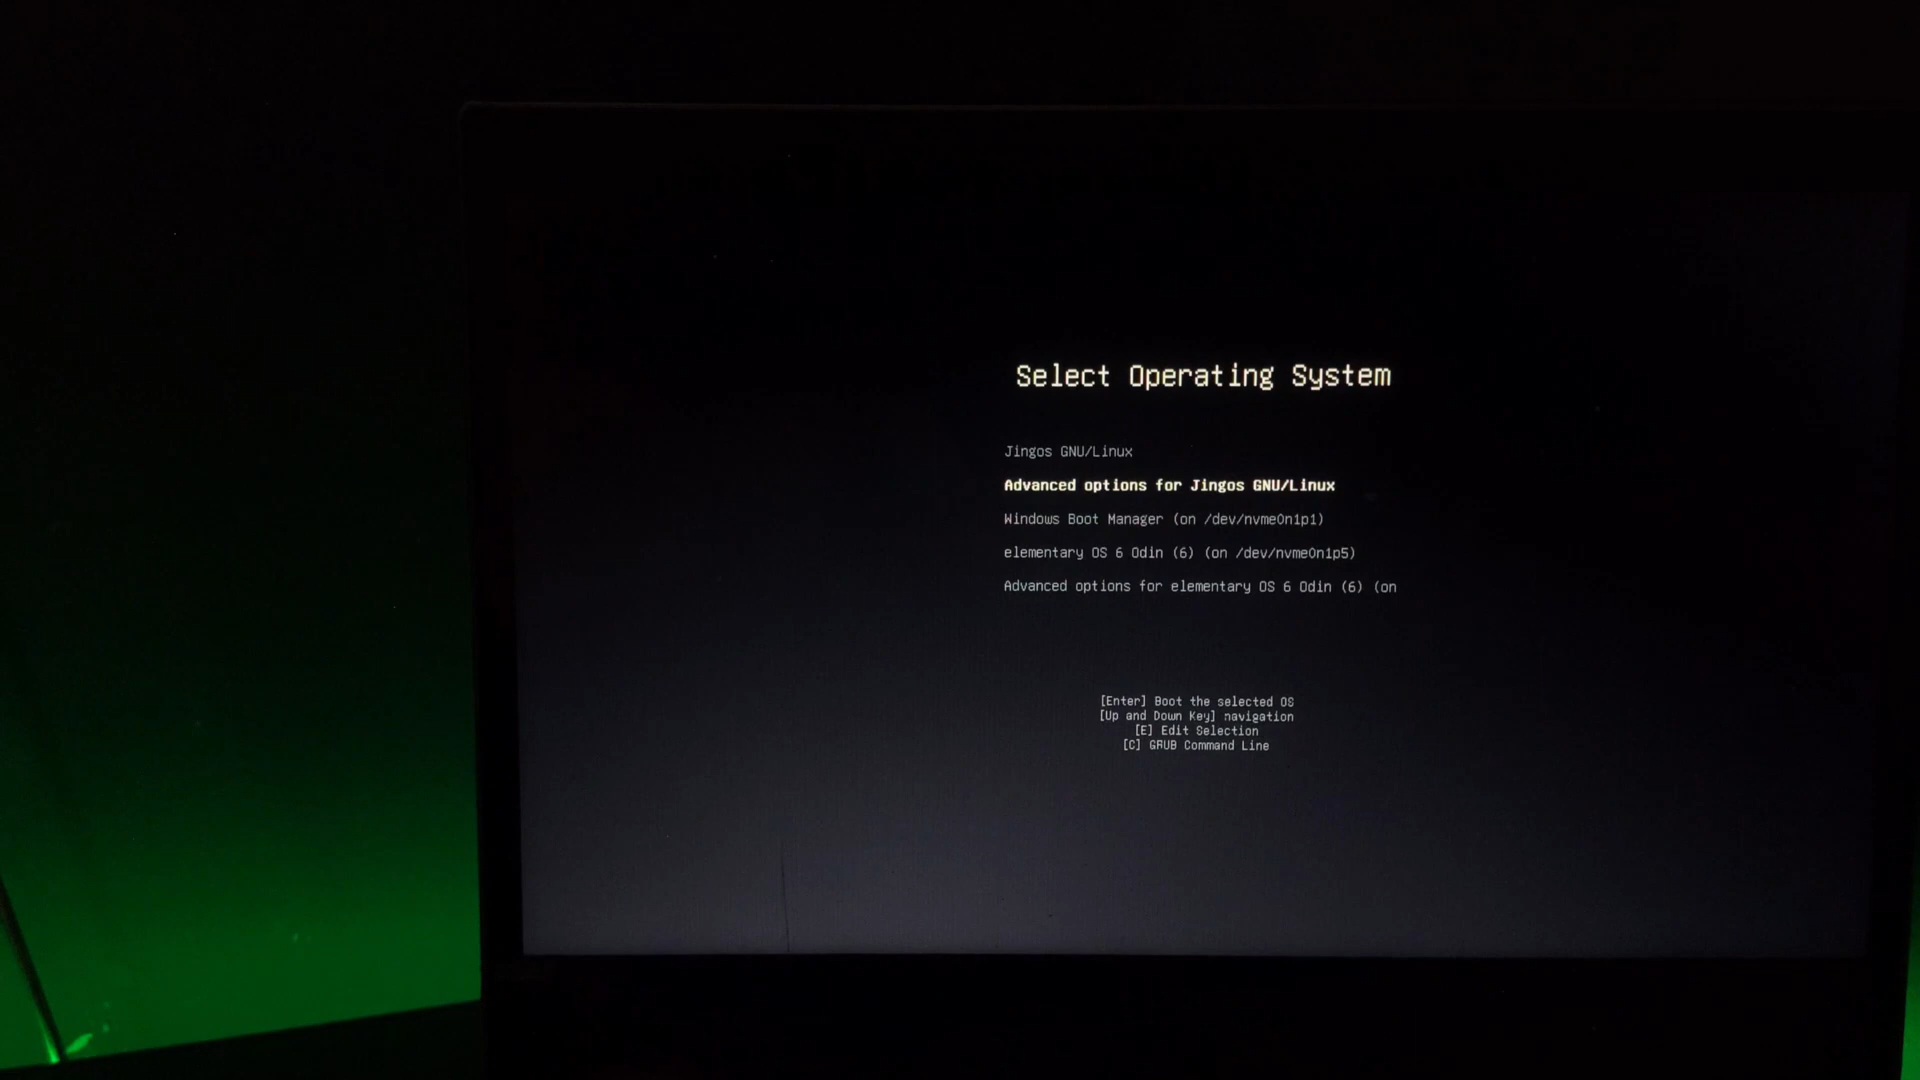 Select Operating System
Jingos GNU/Linux
Advanced options for Jingos GNU/Linux
Windows Boot Manager (on /dev/nvme0n1p1)
elementary OS 6 Odin (6) (on /dev/nvme0n1p5)
Advanced options for elementary OS 6 Odin (6) (on
[Enter] Boot the selected OS
[Up and Down Key] navigation
[E] Edit Selection
[C] GRUB Command Line